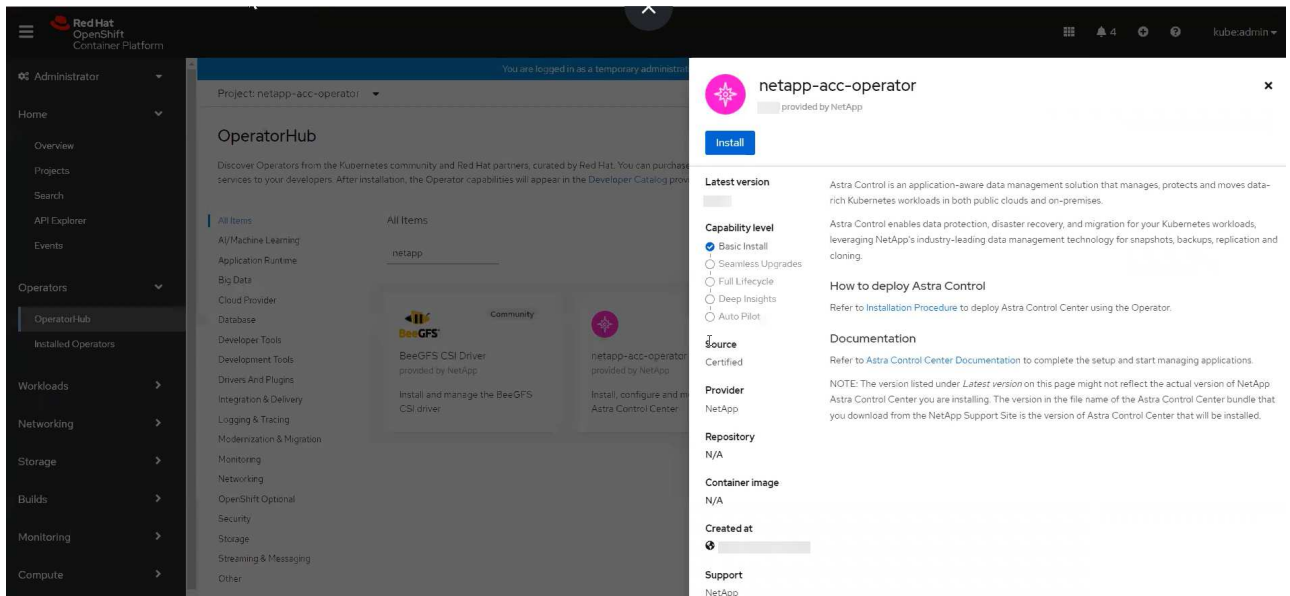 Red Hat
OpenShift
Container Platform
4
kube:admin
Administrator
You are logged in as a temporary administrat
Project: netapp-acc-operator
Home
Overview
Projects
Search
API Explorer
Events
Operators
OperatorHub
Installed Operators
Workloads
Networking
Storage
Builds
Monitoring
Compute
OperatorHub
Discover Operators from the Kubernetes community and Red Hat partners, curated by Red Hat. You can purchase
services to your developers. After installation, the Operator capabilities will appear in the Developer Catalog prov
All Items
AI/Machine Learning
Application Runtime
Big Data
Cloud Provider
Database
Developer Tools
Development Tools
Drivers And Plugins
Integration & Delivery
Logging & Tracing
Modernization & Migration
Monitoring
Networking
OpenShift Optional
Security
Storage
Streaming & Messaging
Other
All Items
netapp
Community
BeeGFS
BeeGFS CSI Driver
provided by NetApp
Install and manage the BeeGFS
CSI driver
netapp-acc-operator
provided by NetApp
Install, configure and m
Astra Control Center
netapp-acc-operator
provided by NetApp
Install
Latest version
Capability level
Basic Install
Seamless Upgrades
Full Lifecycle
Deep Insights
Auto Pilot
Source
Certified
Provider
NetApp
Repository
N/A
Container image
N/A
Created at
Support
NetApp
Astra Control is an application-aware data management solution that manages, protects and moves data-
rich Kubernetes workloads in both public clouds and on-premises.
Astra Control enables data protection, disaster recovery, and migration for your Kubernetes workloads,
leveraging NetApp's industry-leading data management technology for snapshots, backups, replication and
cloning.
How to deploy Astra Control
Refer to Installation Procedure to deploy Astra Control Center using the Operator.
Documentation
Refer to Astra Control Center Documentation to complete the setup and start managing applications.
NOTE: The version listed under Latest version on this page might not reflect the actual version of NetApp
Astra Control Center you are installing. The version in the file name of the Astra Control Center bundle that
you download from the NetApp Support Site is the version of Astra Control Center that will be installed.